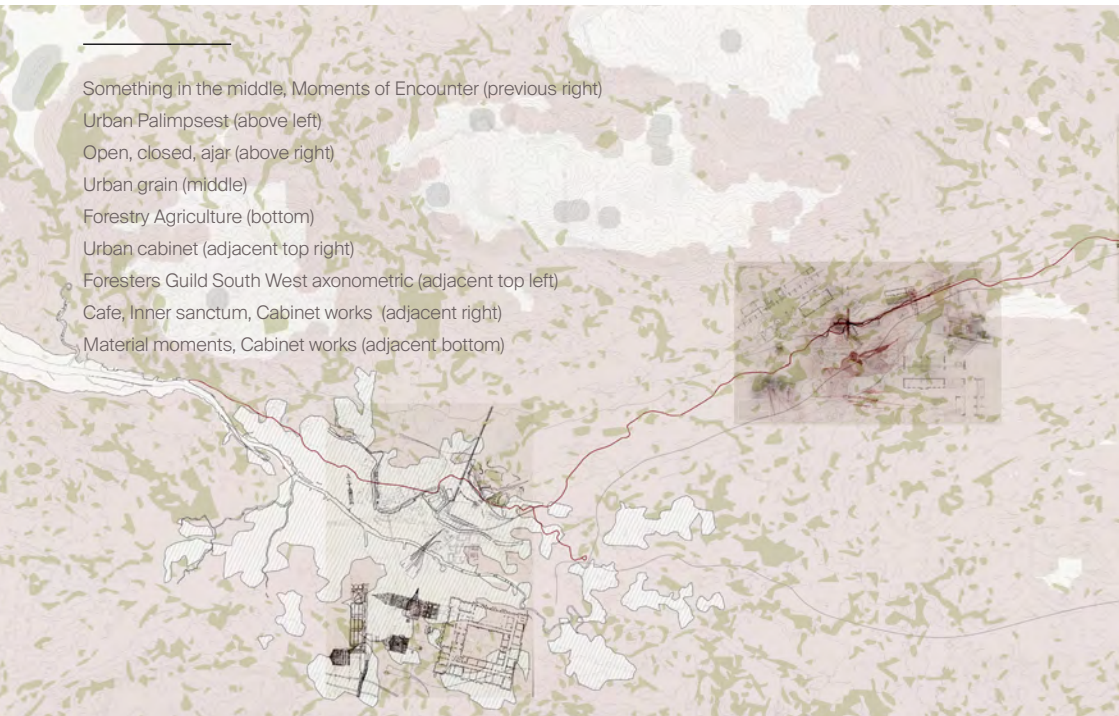 Something in the middle, Moments of Encounter (previous right)
Urban Palimpsest (above left)
Open, closed, ajar (above right)
Urban grain (middle)
Forestry Agriculture (bottom)
Urban cabinet (adjacent top right)
Foresters Guild South West axonometric (adjacent top left)
Cafe, Inner sanctum, Cabinet works  (adjacent right)
Material moments, Cabinet works (adjacent bottom)